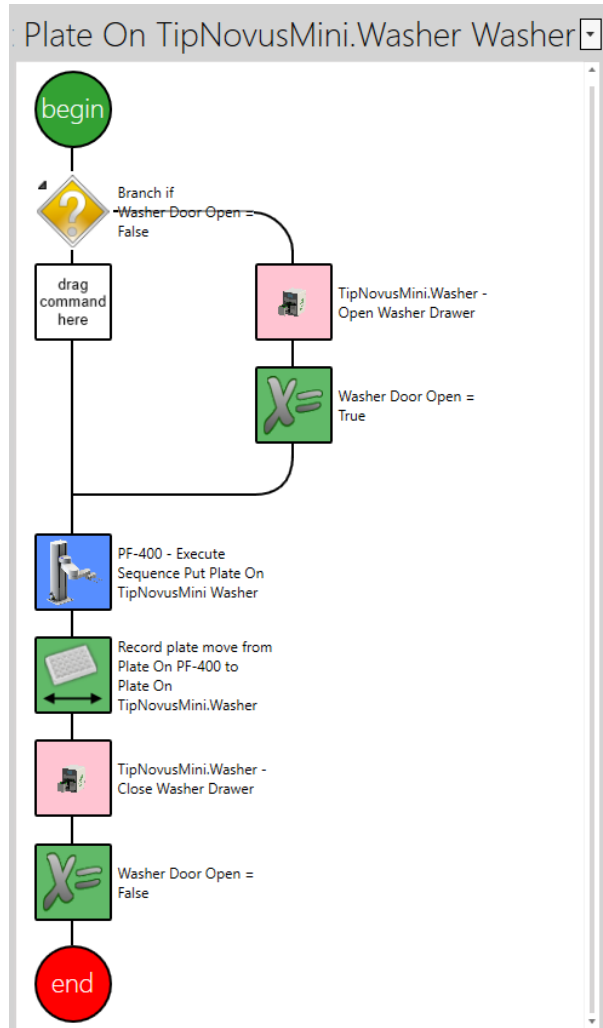 : Plate On TipNovusMini.Washer Washer
begin
Branch if
Washer Door Open =
False
drag
command
here
TipNovusMini.Washer -
Open Washer Drawer
Washer Door Open =
True
PF-400 - Execute
Sequence Put Plate On
TipNovusMini Washer
Record plate move from
Plate On PF-400 to
Plate On
TipNovusMini.Washer
TipNovusMini.Washer -
Close Washer Drawer
Washer Door Open =
False
end